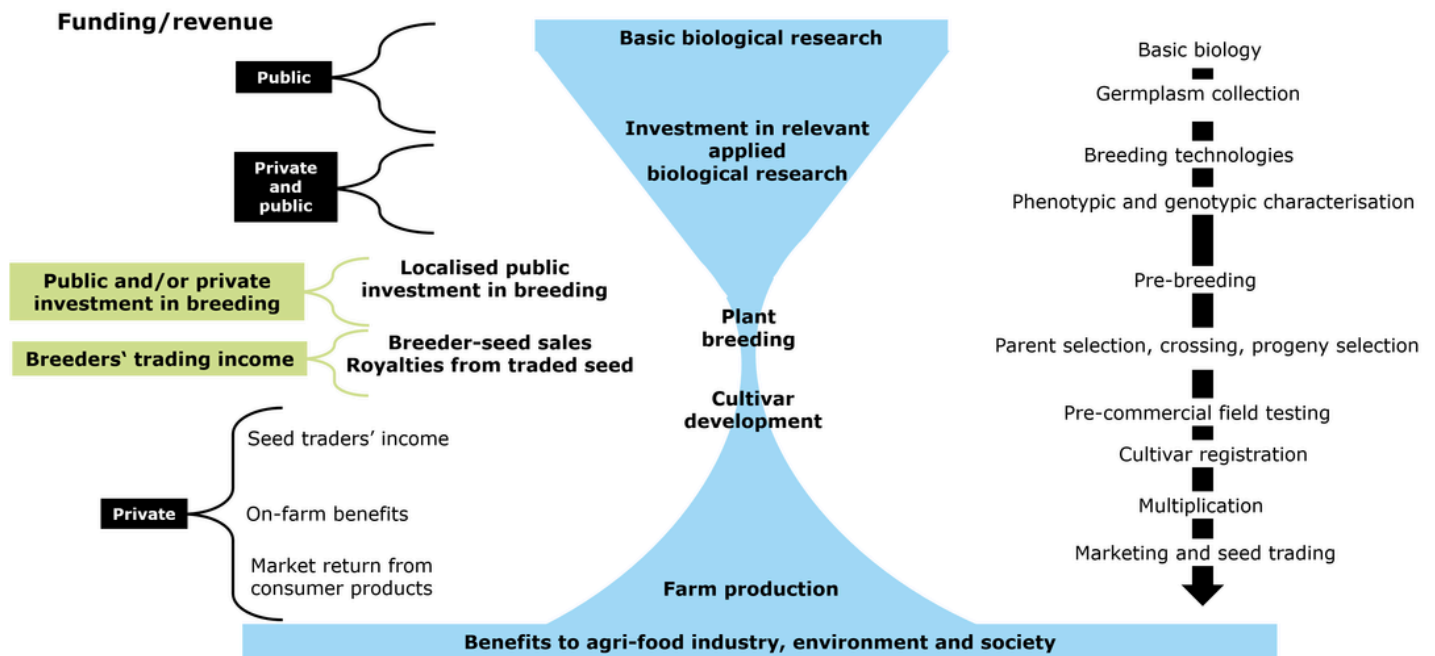 Funding/revenue
Public
Private
and
public
Public and/or private
investment in breeding
Localised public
investment in breeding
Breeders‘ trading income
Breeder-seed sales
Royalties from traded seed
Private
Seed traders’ income
On-farm benefits
Market return from
consumer products
Basic biological research
Investment in relevant
applied
biological research
Plant
breeding
Cultivar
development
Farm production
Benefits to agri-food industry, environment and society
Basic biology
Germplasm collection
Breeding technologies
Phenotypic and genotypic characterisation
Pre-breeding
Parent selection, crossing, progeny selection
Pre-commercial field testing
Cultivar registration
Multiplication
Marketing and seed trading